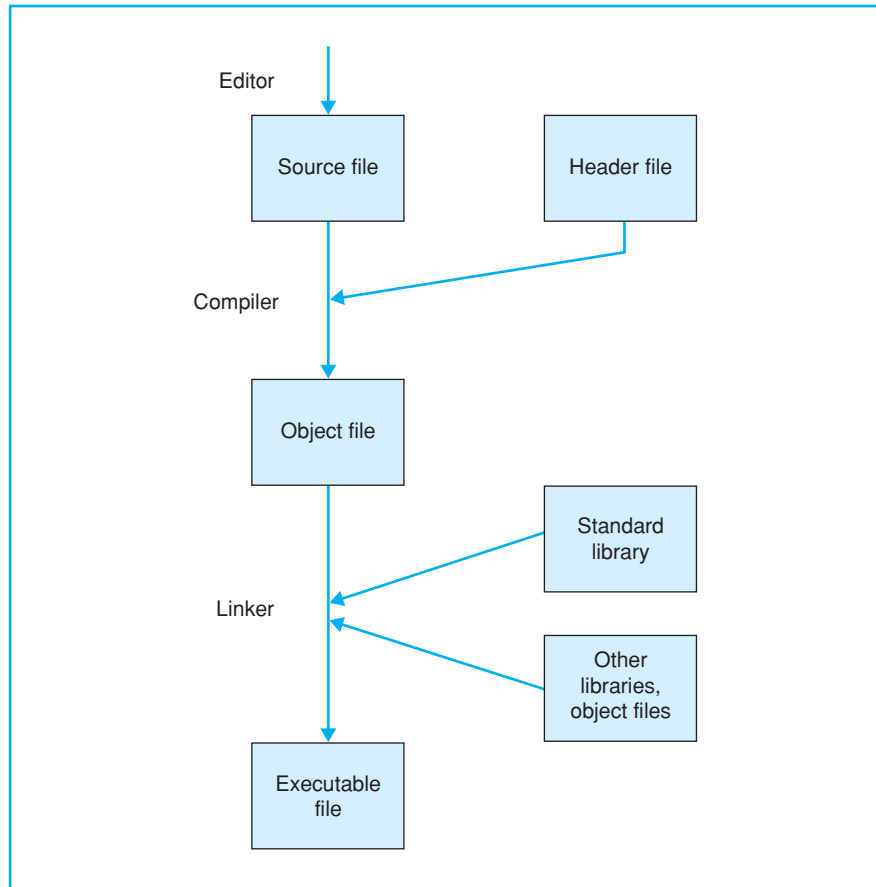 Editor
Source file
Header file
Compiler
Object file
Standard
library
Linker
Other
libraries,
object files
Executable
file